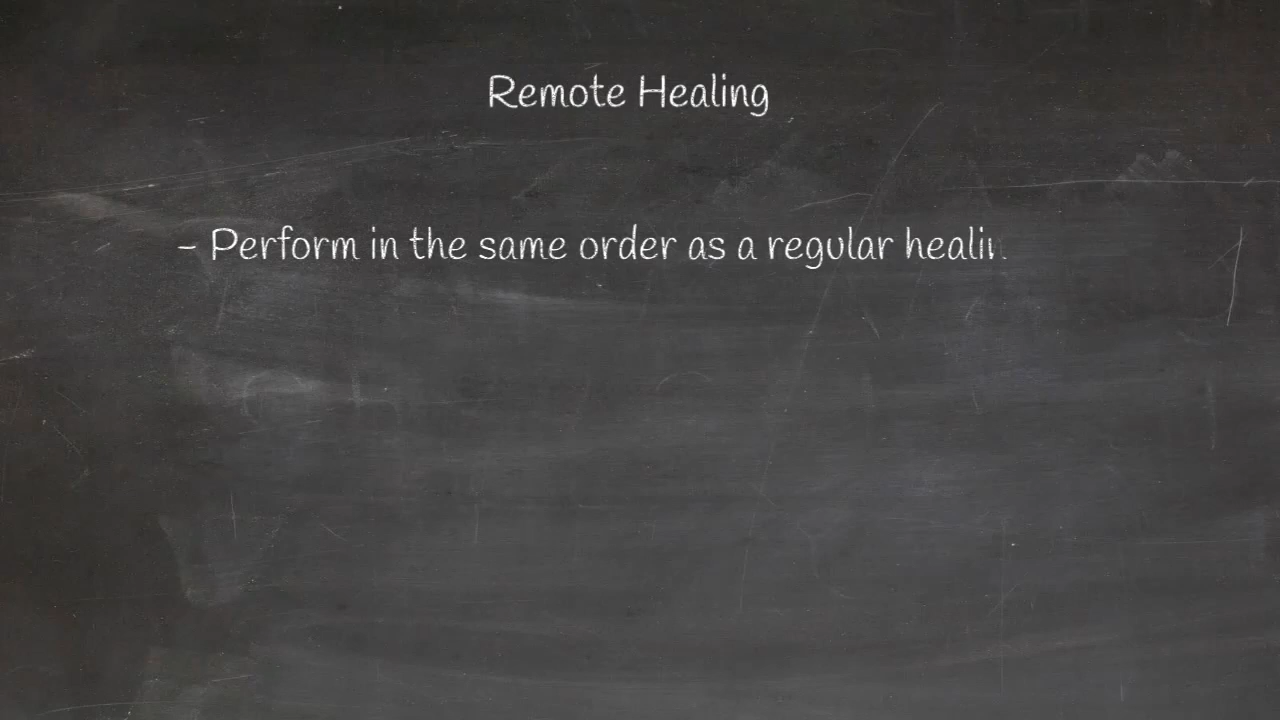 Remote Healing
- Perform in the same order as a regular healin